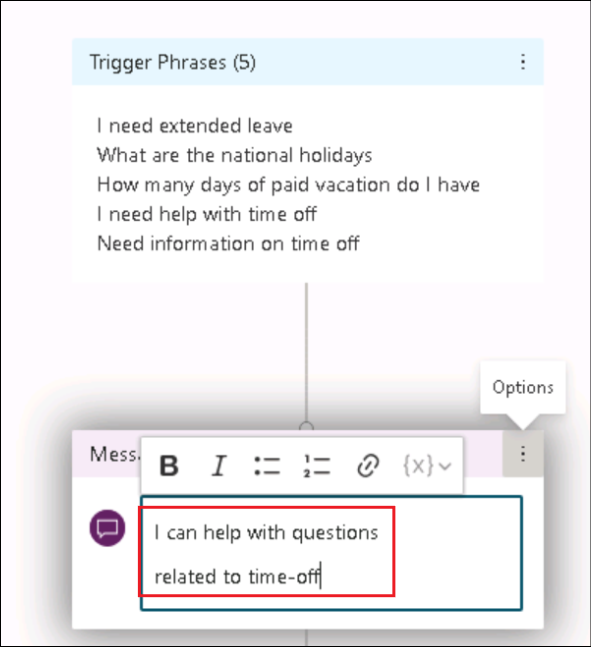 Trigger Phrases (5)
I need extended leave
What are the national holidays
How many days of paid vacation do I have
I need help with time off
Need information on time off
Options
Mess
B I {x}
I can help with questions
related to time-off